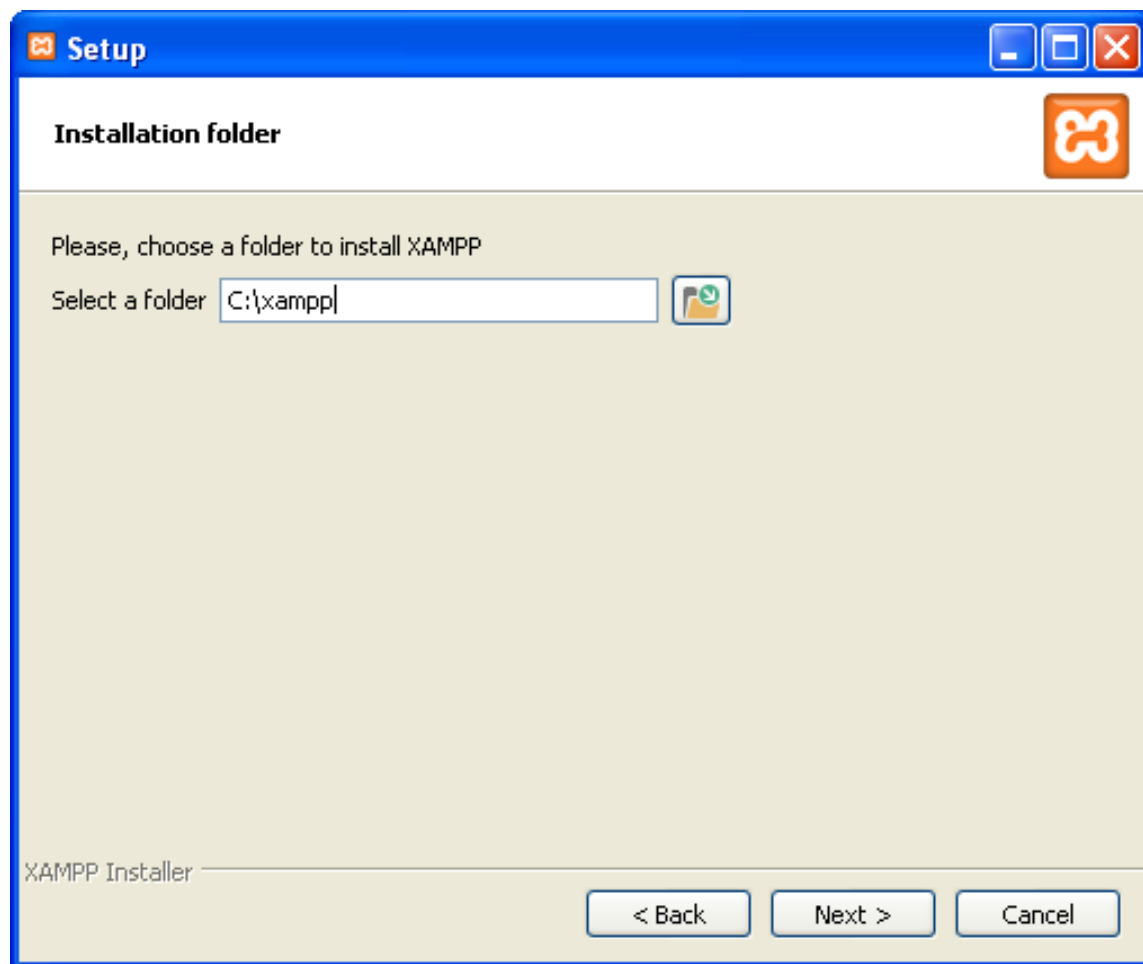 Setup
Installation folder
Please, choose a folder to install XAMPP
Select a folder C:\xampp
XAMPP Installer
< Back Next > Cancel